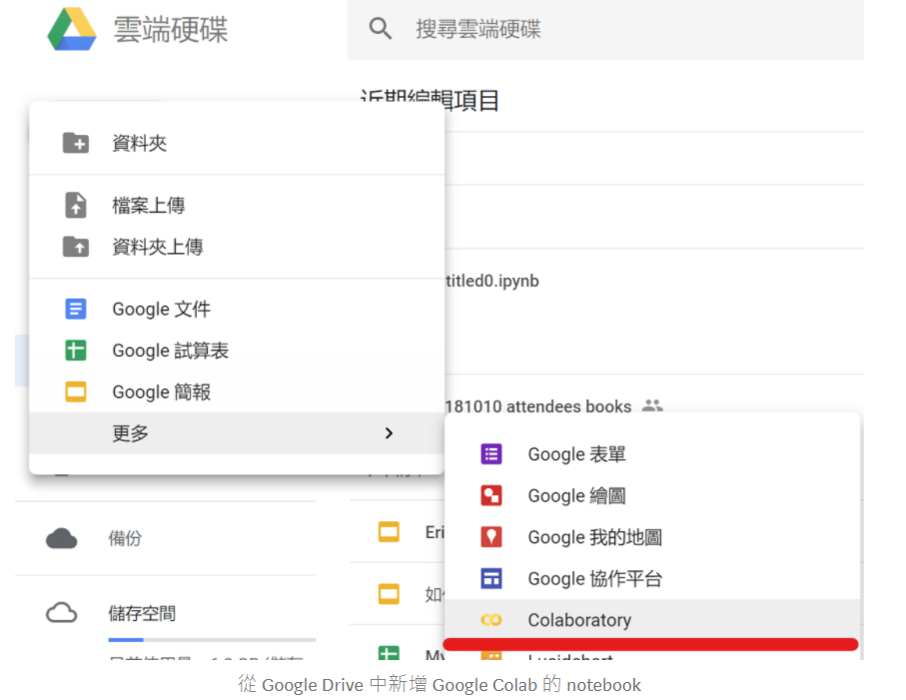 雲端硬碟
搜尋雲端硬碟
近期編輯項目
資料夾
檔案上傳
資料夾上傳
titled0.ipynb
Google 文件
Google 試算表
Google 簡報
181010 attendees books
更多
Google 表單
Google 繪圖
Google 我的地圖
Eri
備份
Google 協作平台
如何
儲存空間
Colaboratory
My
Lucidchart
從 Google Drive 中新增 Google Colab 的 notebook